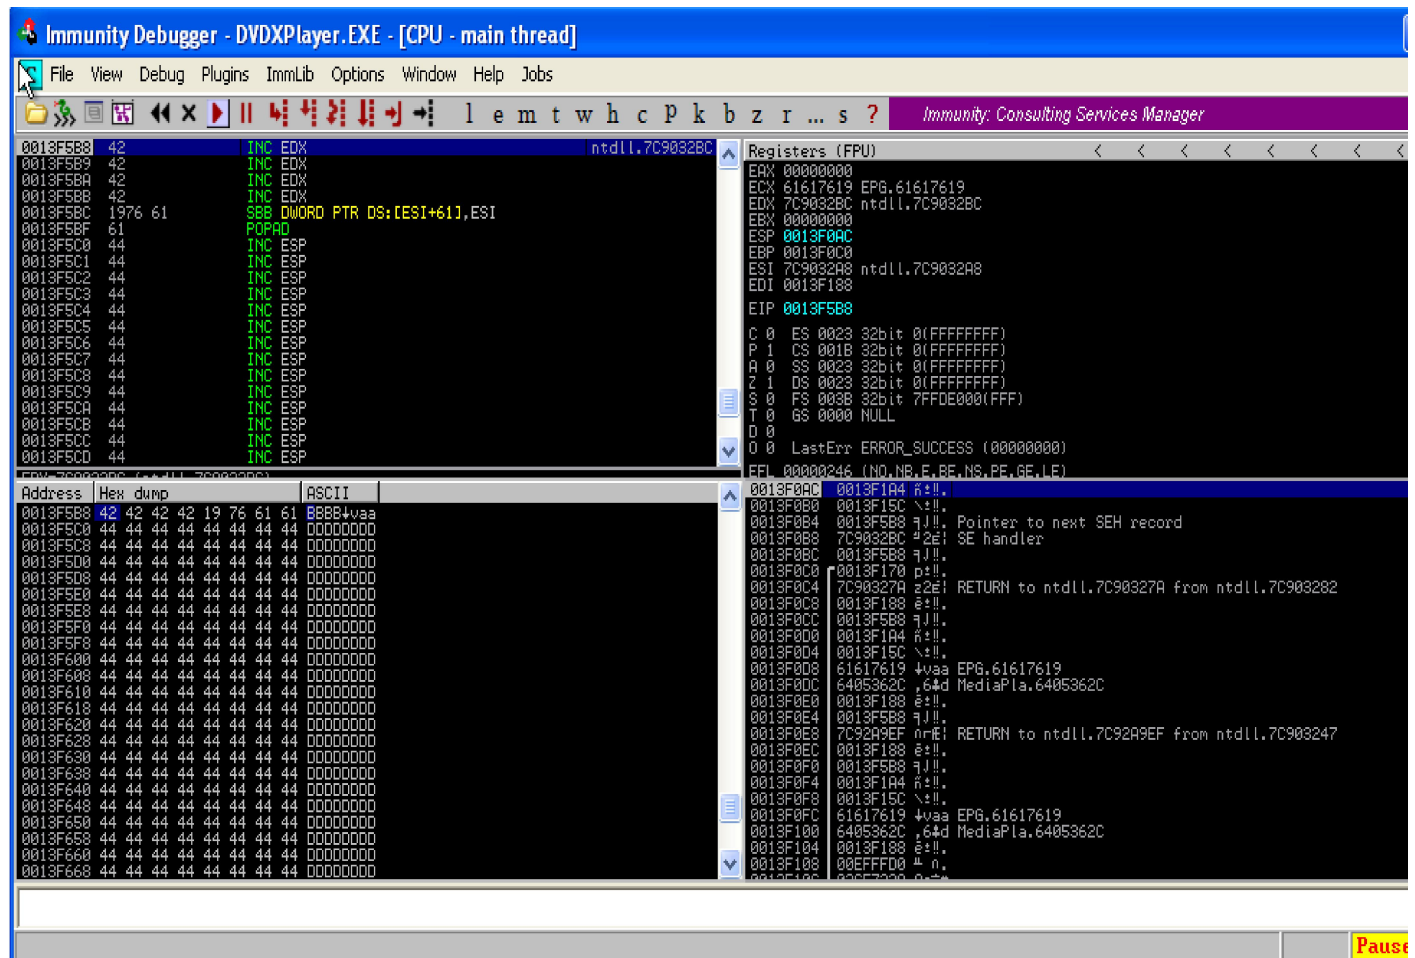 Immunity Debugger - DVDXPlayer.EXE - [CPU - main thread]
File View Debug Plugins ImmLib Options Window Help Jobs
l e m t w h c P k b z r ... s ? Immunity: Consulting Services Manager
0013F5B8 42 INC EDX ntdll.7C9032BC
0013F5B9 42 INC EDX
0013F5BA 42 INC EDX
0013F5BB 42 INC EDX
0013F5BC 1976 61 SBB DWORD PTR DS:[ESI+61],ESI
0013F5BF 61 POPAD
0013F5C0 44 INC ESP
0013F5C1 44 INC ESP
0013F5C2 44 INC ESP
0013F5C3 44 INC ESP
0013F5C4 44 INC ESP
0013F5C5 44 INC ESP
0013F5C6 44 INC ESP
0013F5C7 44 INC ESP
0013F5C8 44 INC ESP
0013F5C9 44 INC ESP
0013F5CA 44 INC ESP
0013F5CB 44 INC ESP
0013F5CC 44 INC ESP
0013F5CD 44 INC ESP
Registers (FPU) < < < < < < < <
EAX 00000000
ECX 61617619 EPG.61617619
EDX 7C9032BC ntdll.7C9032BC
EBX 00000000
ESP 0013F0AC
EBP 0013F0C0
ESI 7C9032A8 ntdll.7C9032A8
EDI 0013F188
EIP 0013F5B8
C 0 ES 0023 32bit 0(FFFFFFFF)
P 1 CS 001B 32bit 0(FFFFFFFF)
A 0 SS 0023 32bit 0(FFFFFFFF)
Z 1 DS 0023 32bit 0(FFFFFFFF)
S 0 FS 003B 32bit 7FFDE000(FFF)
T 0 GS 0000 NULL
D 0
O 0 LastErr ERROR_SUCCESS (00000000)
EFL 00000246 (NO,NB,E,BE,NS,PE,GE,LE)
Address Hex dump ASCII
0013F5B8 42 42 42 42 19 76 61 61 BBBB↓vaa
0013F5C0 44 44 44 44 44 44 44 44 DDDDDDDD
0013F5C8 44 44 44 44 44 44 44 44 DDDDDDDD
0013F5D0 44 44 44 44 44 44 44 44 DDDDDDDD
0013F5D8 44 44 44 44 44 44 44 44 DDDDDDDD
0013F5E0 44 44 44 44 44 44 44 44 DDDDDDDD
0013F5E8 44 44 44 44 44 44 44 44 DDDDDDDD
0013F5F0 44 44 44 44 44 44 44 44 DDDDDDDD
0013F5F8 44 44 44 44 44 44 44 44 DDDDDDDD
0013F600 44 44 44 44 44 44 44 44 DDDDDDDD
0013F608 44 44 44 44 44 44 44 44 DDDDDDDD
0013F610 44 44 44 44 44 44 44 44 DDDDDDDD
0013F618 44 44 44 44 44 44 44 44 DDDDDDDD
0013F620 44 44 44 44 44 44 44 44 DDDDDDDD
0013F628 44 44 44 44 44 44 44 44 DDDDDDDD
0013F630 44 44 44 44 44 44 44 44 DDDDDDDD
0013F638 44 44 44 44 44 44 44 44 DDDDDDDD
0013F640 44 44 44 44 44 44 44 44 DDDDDDDD
0013F648 44 44 44 44 44 44 44 44 DDDDDDDD
0013F650 44 44 44 44 44 44 44 44 DDDDDDDD
0013F658 44 44 44 44 44 44 44 44 DDDDDDDD
0013F660 44 44 44 44 44 44 44 44 DDDDDDDD
0013F668 44 44 44 44 44 44 44 44 DDDDDDDD
0013F0AC 0013F1A4
0013F0B0 0013F15C
0013F0B4 0013F5B8 Pointer to next SEH record
0013F0B8 7C9032BC SE handler
0013F0BC 0013F5B8
0013F0C0 0013F170
0013F0C4 7C90327A RETURN to ntdll.7C90327A from ntdll.7C903282
0013F0C8 0013F188
0013F0CC 0013F5B8
0013F0D0 0013F1A4
0013F0D4 0013F15C
0013F0D8 61617619 ↓vaa EPG.61617619
0013F0DC 6405362C ,6♣d MediaPla.6405362C
0013F0E0 0013F188
0013F0E4 0013F5B8
0013F0E8 7C92A9EF RETURN to ntdll.7C92A9EF from ntdll.7C903247
0013F0EC 0013F188
0013F0F0 0013F5B8
0013F0F4 0013F1A4
0013F0F8 0013F15C
0013F0FC 61617619 ↓vaa EPG.61617619
0013F100 6405362C ,6♣d MediaPla.6405362C
0013F104 0013F188
0013F108 00EFFFD0
Pause